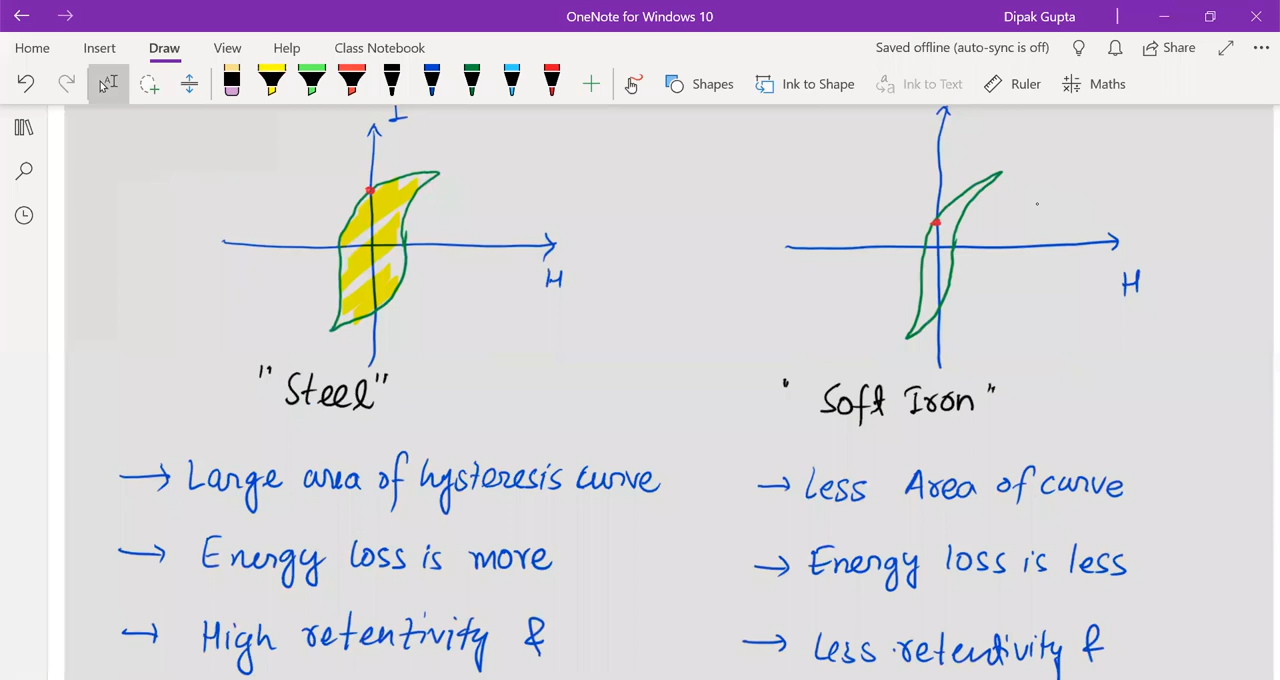 OneNote for Windows 10
Dipak Gupta
Home Insert Draw View Help Class Notebook
Saved offline (auto-sync is off)
Share
Shapes
Ink to Shape
Ink to Text
Ruler
Maths
I
H
H
"Steel"
" Soft Iron"
→ Large area of hysteresis curve
→ Energy loss is more
→ High retentivity &
→ Less Area of curve
→ Energy loss is less
→ Less retentivity &